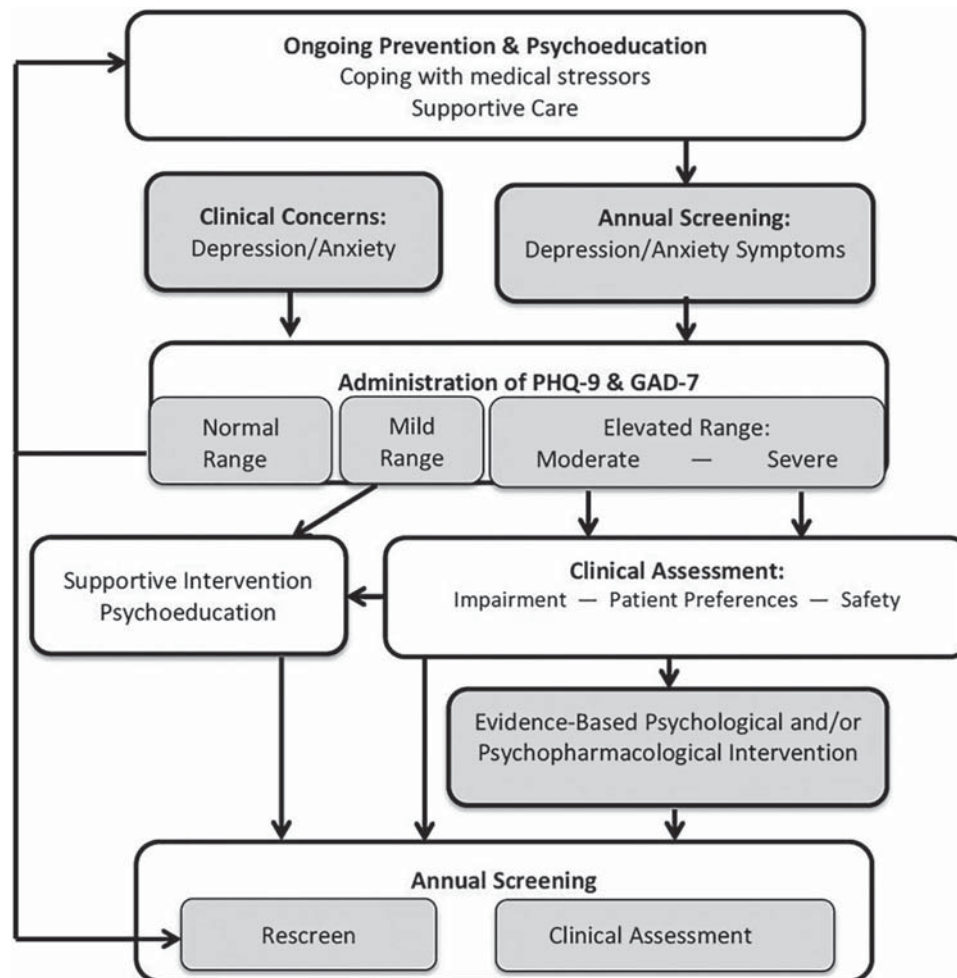 Ongoing Prevention & Psychoeducation
Coping with medical stressors
Supportive Care
Clinical Concerns:
Depression/Anxiety
Annual Screening:
Depression/Anxiety Symptoms
Administration of PHQ-9 & GAD-7
Normal
Range
Mild
Range
Elevated Range:
Moderate — Severe
Supportive Intervention
Psychoeducation
Clinical Assessment:
Impairment — Patient Preferences — Safety
Evidence-Based Psychological and/or
Psychopharmacological Intervention
Annual Screening
Rescreen
Clinical Assessment